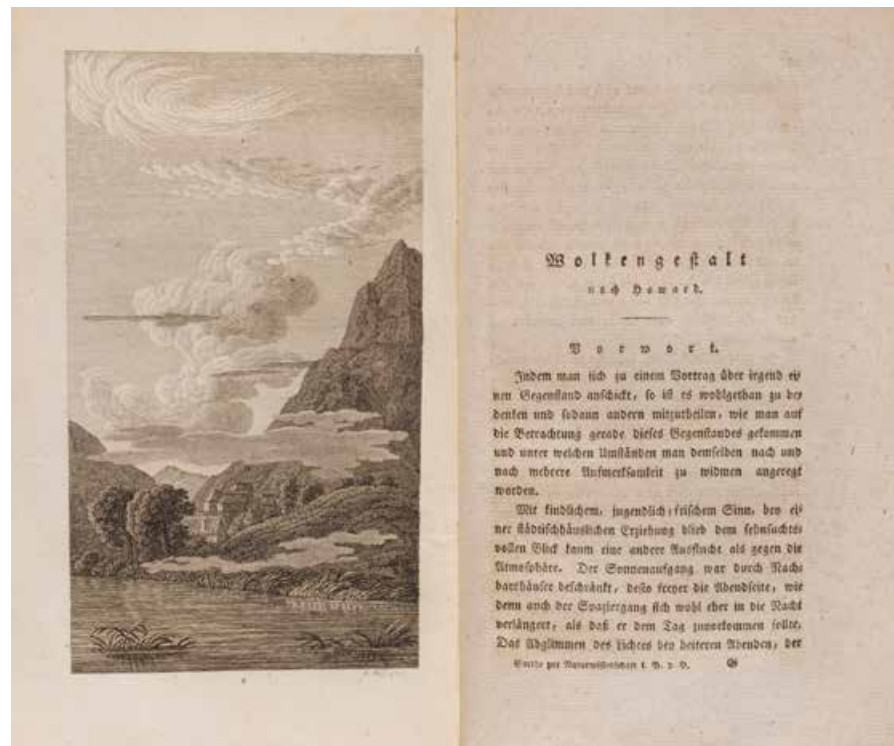 Wolkengestalt
nach Howard.
Vorwort.
Indem man sich zu einem Vortrag über irgend ei-
nen Gegenstand anschickt, so ist es wohlgethan zu be-
denken und sodann andern mitzutheilen, wie man auf
die Betrachtung gerade dieses Gegenstandes gekommen
und unter welchen Umständen man demselben nach und
nach mehrere Aufmerksamkeit zu widmen angeregt
worden.
Mit kindlichem, jugendlich-frischem Sinn, bey ei-
ner städtischhäuslichen Erziehung blieb dem sehnsuchts-
vollen Blick kaum eine andere Ausflucht als gegen die
Atmosphäre. Der Sonnenaufgang war durch Nach-
barshäuser beschränkt, desto freyer die Abendseite, wie
denn auch der Spaziergang sich wohl eher in die Nacht
verlängert, als daß er dem Tag zuvorkommen sollte.
Das Abglimmen des Lichtes bey heiteren Abenden, der
Goethe zur Naturwissenschaft I. B. 3. H. G